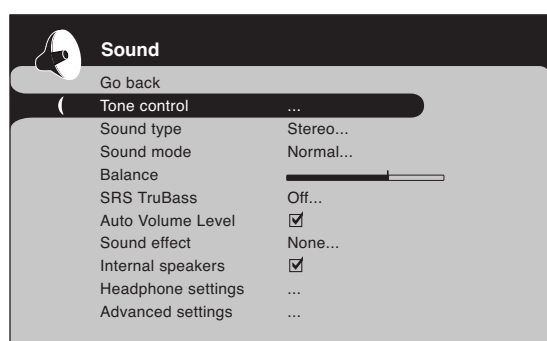 Sound
Go back
Tone control ...
Sound type Stereo...
Sound mode Normal...
Balance
SRS TruBass Off...
Auto Volume Level
Sound effect None...
Internal speakers
Headphone settings ...
Advanced settings ...